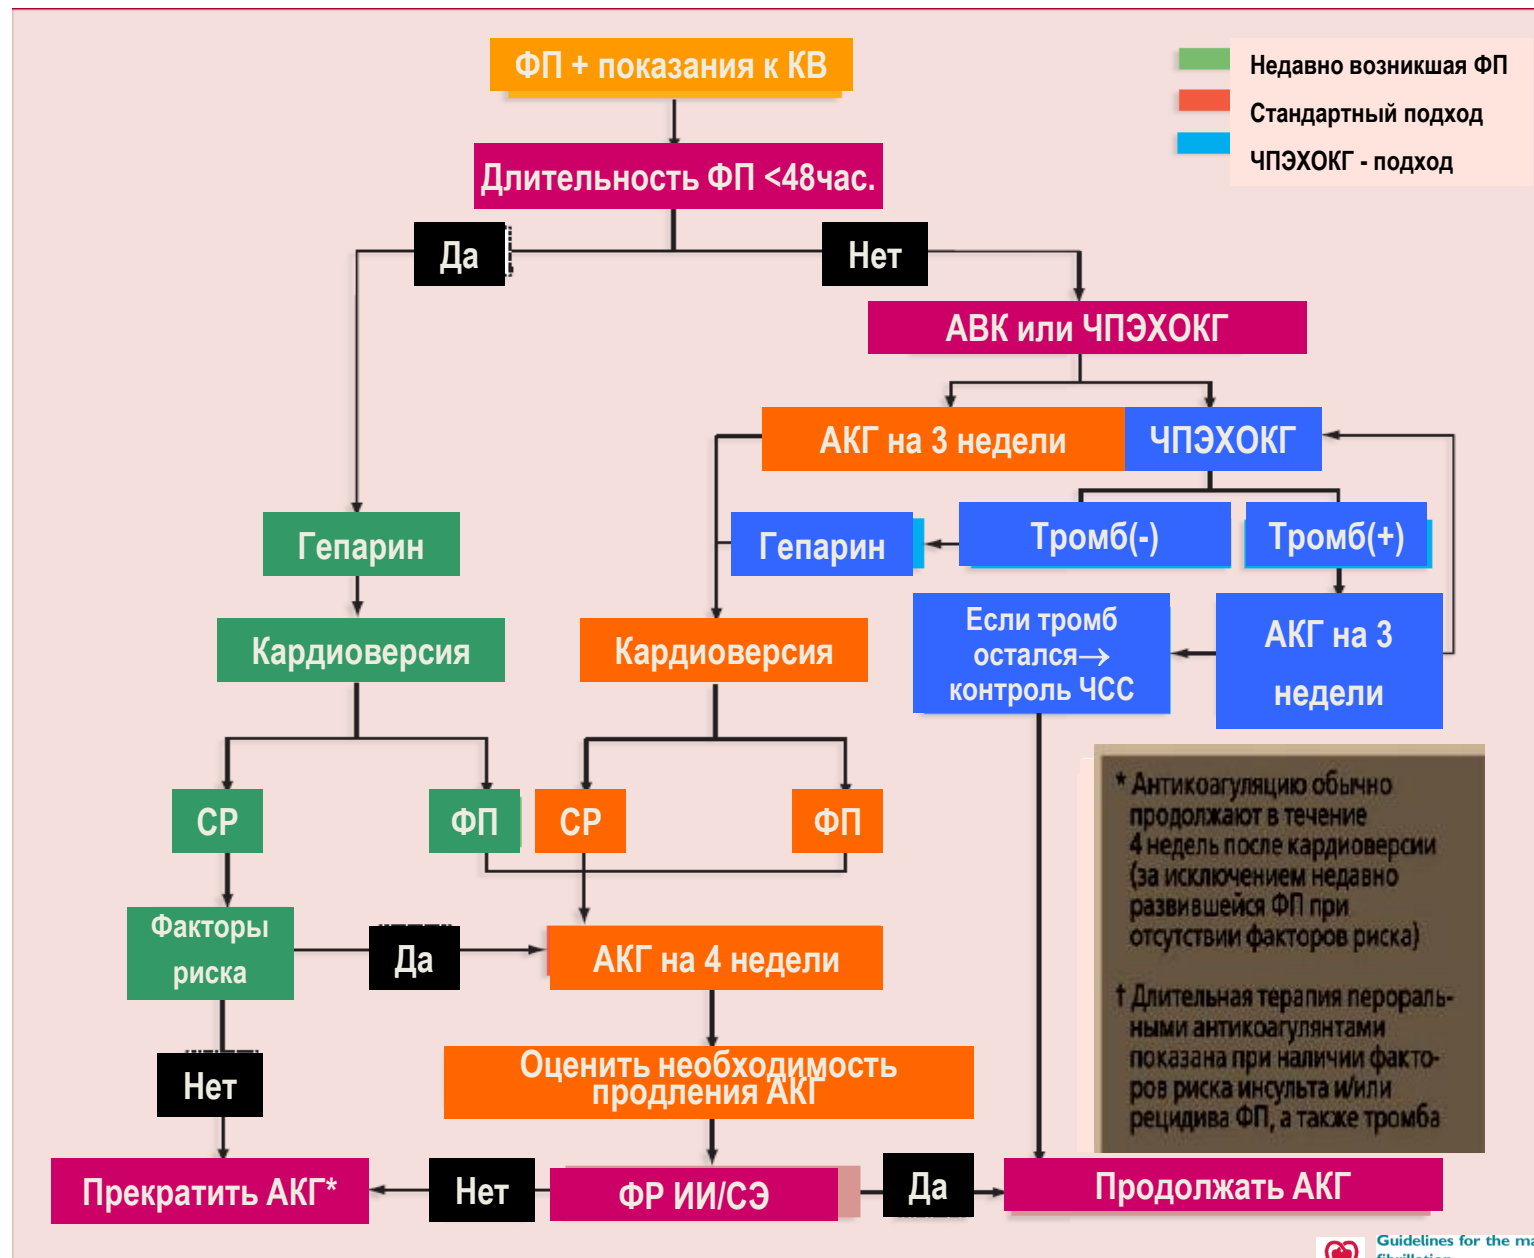 ФП + показания к КВ
Недавно возникшая ФП
Стандартный подход
ЧПЭХОКГ - подход
Длительность ФП <48час.
Да
Нет
АВК или ЧПЭХОКГ
АКГ на 3 недели
ЧПЭХОКГ
Гепарин
Гепарин
Тромб(-)
Тромб(+)
Кардиоверсия
Кардиоверсия
Если тромб
остался→
контроль ЧСС
АКГ на 3
недели
СР
ФП
СР
ФП
* Антикоагуляцию обычно
продолжают в течение
4 недель после кардиоверсии
(за исключением недавно
развившейся ФП при
отсутствии факторов риска)
† Длительная терапия перораль-
ными антикоагулянтами
показана при наличии факто-
ров риска инсульта и/или
рецидива ФП, а также тромба
Факторы
риска
Да
АКГ на 4 недели
Нет
Оценить необходимость
продления АКГ
Прекратить АКГ*
Нет
ФР ИИ/СЭ
Да
Продолжать АКГ
Guidelines for the ma